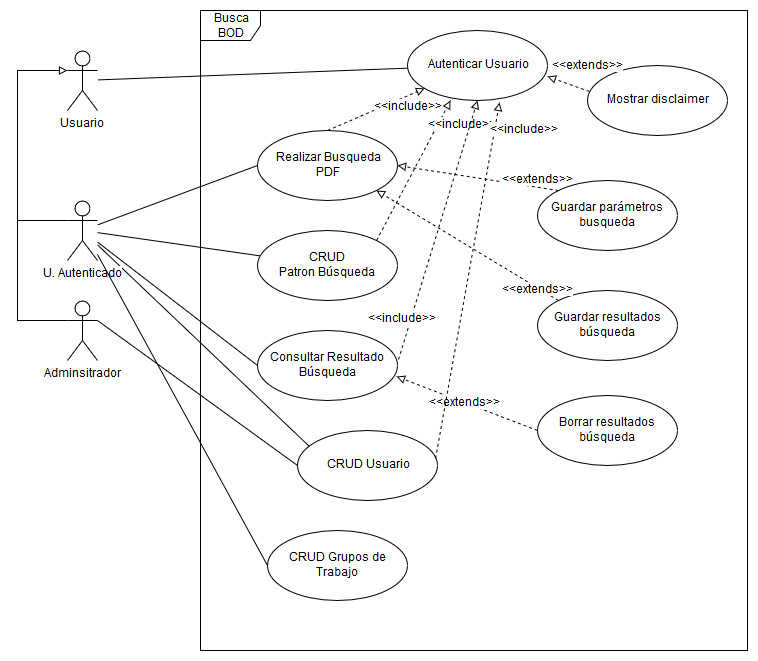 Busca
BOD
Autenticar Usuario
<<extends>>
Mostrar disclaimer
Usuario
<<include>>
<<include>
<<include>>
Realizar Busqueda
PDF
<<extends>>
Guardar parámetros
busqueda
U. Autenticado
CRUD
Patron Búsqueda
<<extends>>
Guardar resultados
búsqueda
<<include>>
Adminsitrador
Consultar Resultado
Búsqueda
<<extends>>
Borrar resultados
búsqueda
CRUD Usuario
CRUD Grupos de
Trabajo